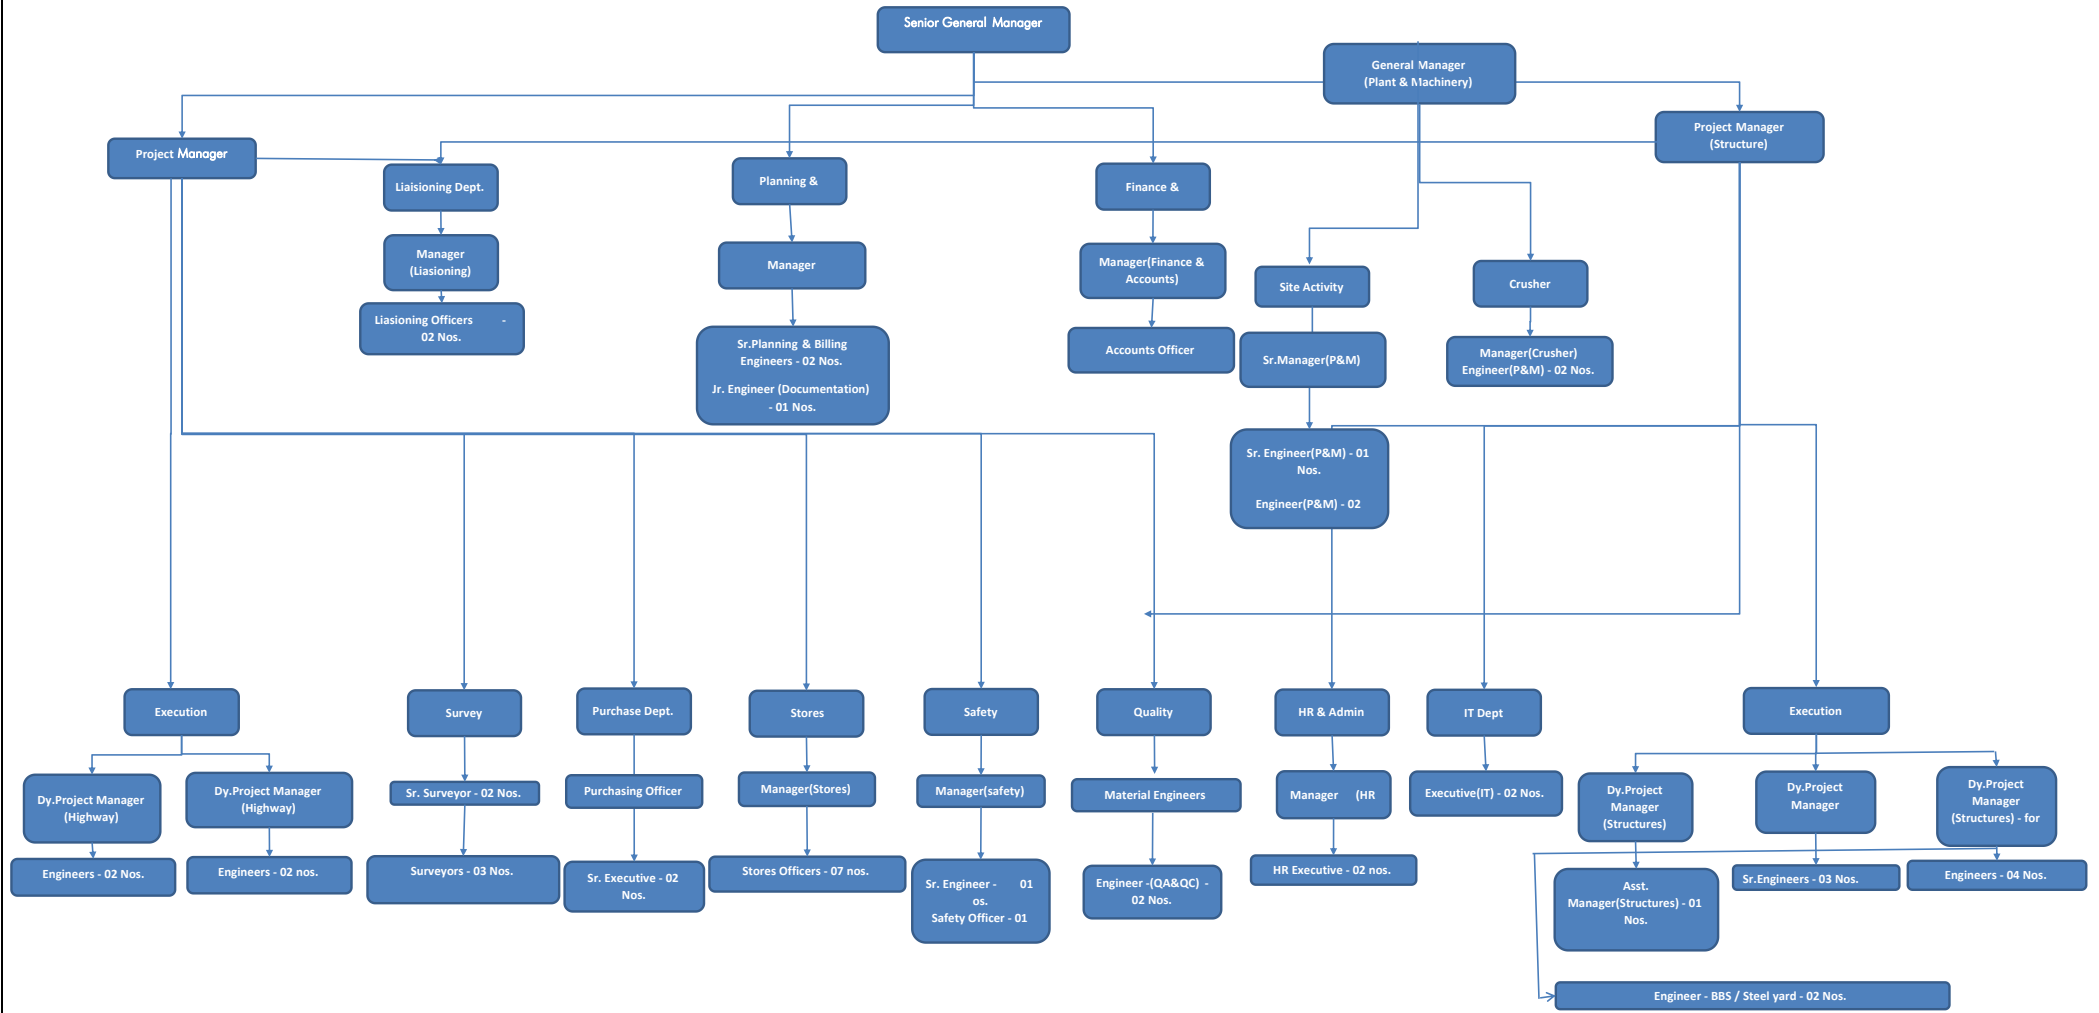 Senior General Manager
General Manager
(Plant & Machinery)
Project Manager
(Structure)
Project Manager
Liaisioning Dept.
Planning &
Finance &
Manager
(Liasioning)
Manager
Manager(Finance &
Accounts)
Site Activity
Crusher
Liasioning Officers -
02 Nos.
Sr.Planning & Billing
Engineers - 02 Nos.
Jr. Engineer (Documentation)
- 01 Nos.
Accounts Officer
Sr.Manager(P&M)
Manager(Crusher)
Engineer(P&M) - 02 Nos.
Sr. Engineer(P&M) - 01
Nos.
Engineer(P&M) - 02
Execution
Survey
Purchase Dept.
Stores
Safety
Quality
HR & Admin
IT Dept
Execution
Dy.Project Manager
(Highway)
Dy.Project Manager
(Highway)
Sr. Surveyor - 02 Nos.
Purchasing Officer
Manager(Stores)
Manager(safety)
Material Engineers
Manager (HR
Executive(IT) - 02 Nos.
Dy.Project
Manager
(Structures)
Dy.Project
Manager
Dy.Project
Manager
(Structures) - for
Engineers - 02 Nos.
Engineers - 02 nos.
Surveyors - 03 Nos.
Sr. Executive - 02
Nos.
Stores Officers - 07 nos.
Sr. Engineer - 01
os.
Safety Officer - 01
Engineer -(QA&QC) -
02 Nos.
HR Executive - 02 nos.
Asst.
Manager(Structures) - 01
Nos.
Sr.Engineers - 03 Nos.
Engineers - 04 Nos.
Engineer - BBS / Steel yard - 02 Nos.